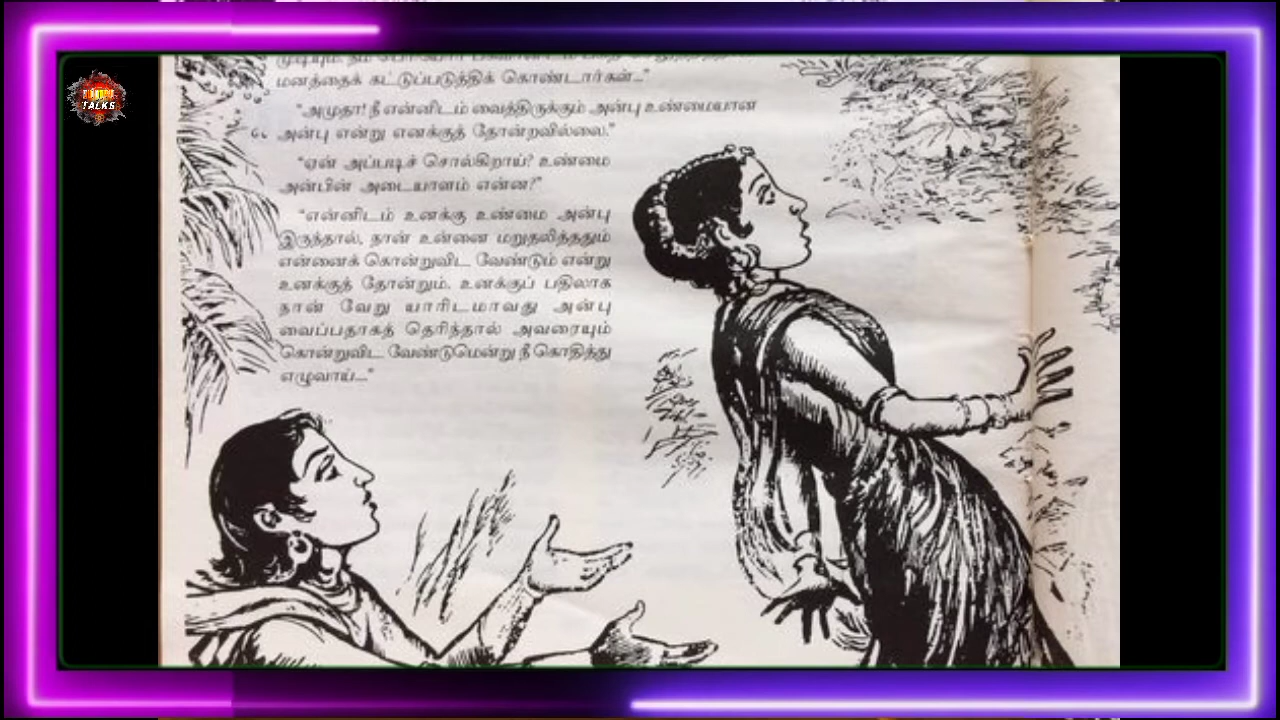 மனத்தைக் கட்டுப்படுத்திக் கொண்டார்கள்..."
"அமுதா! நீ என்னிடம் வைத்திருக்கும் அன்பு உண்மையான
அன்பு என்று எனக்குத் தோன்றவில்லை."
"ஏன் அப்படிச் சொல்கிறாய்? உண்மை
அன்பின் அடையாளம் என்ன?"
"என்னிடம் உனக்கு உண்மை அன்பு
இருந்தால், நான் உன்னை மறுதலித்ததும்
என்னைக் கொன்றுவிட வேண்டும் என்று
உனக்குத் தோன்றும். உனக்குப் பதிலாக
நான் வேறு யாரிடமாவது அன்பு
வைப்பதாகத் தெரிந்தால் அவரையும்
கொன்றுவிட வேண்டுமென்று நீ கொதித்து
எழுவாய்..."
TALKS